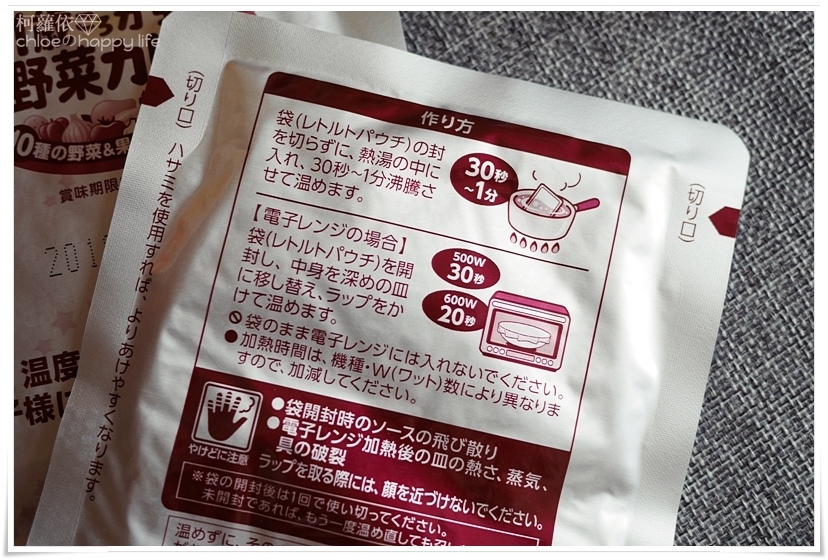 柯蘿依
chloeのhappy life
野菜カ
0種の野菜&果
賞味期限
201
温度
(切り口)
ハサミを使用すれば、よりあけやすくなります。
(切り口)
作り方
袋(レトルトパウチ)の封
を切らずに、熱湯の中に
入れ、30秒~1分沸騰さ
せて温めます。
30秒
~1分
【電子レンジの場合】
袋(レトルトパウチ)を開
封し、中身を深めの皿
に移し替え、ラップをか
けて温めます。
500W
30秒
600W
20秒
袋のまま電子レンジには入れないでください。
●加熱時間は、機種・W(ワット)数により異なりま
すので、加減してください。
やけどに注意
●袋開封時のソースの飛び散り
●電子レンジ加熱後の皿の熱さ、蒸気、
具の破裂
ラップを取る際には、顔を近づけないでください。
※袋の開封後は1回で使い切ってください。
未開封であれば、もう一度温め直しても
温めずに、その